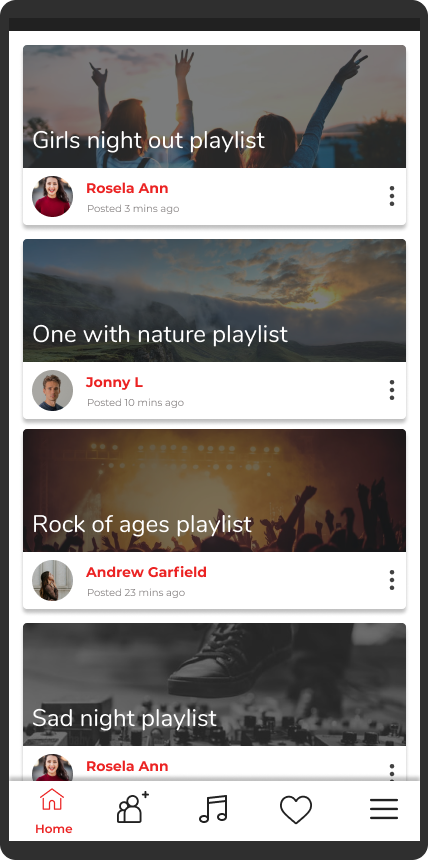 Girls night out playlist
Rosela Ann
Posted 3 mins ago
One with nature playlist
Jonny L
Posted 10 mins ago
Rock of ages playlist
Andrew Garfield
Posted 23 mins ago
Sad night playlist
Rosela Ann
Home